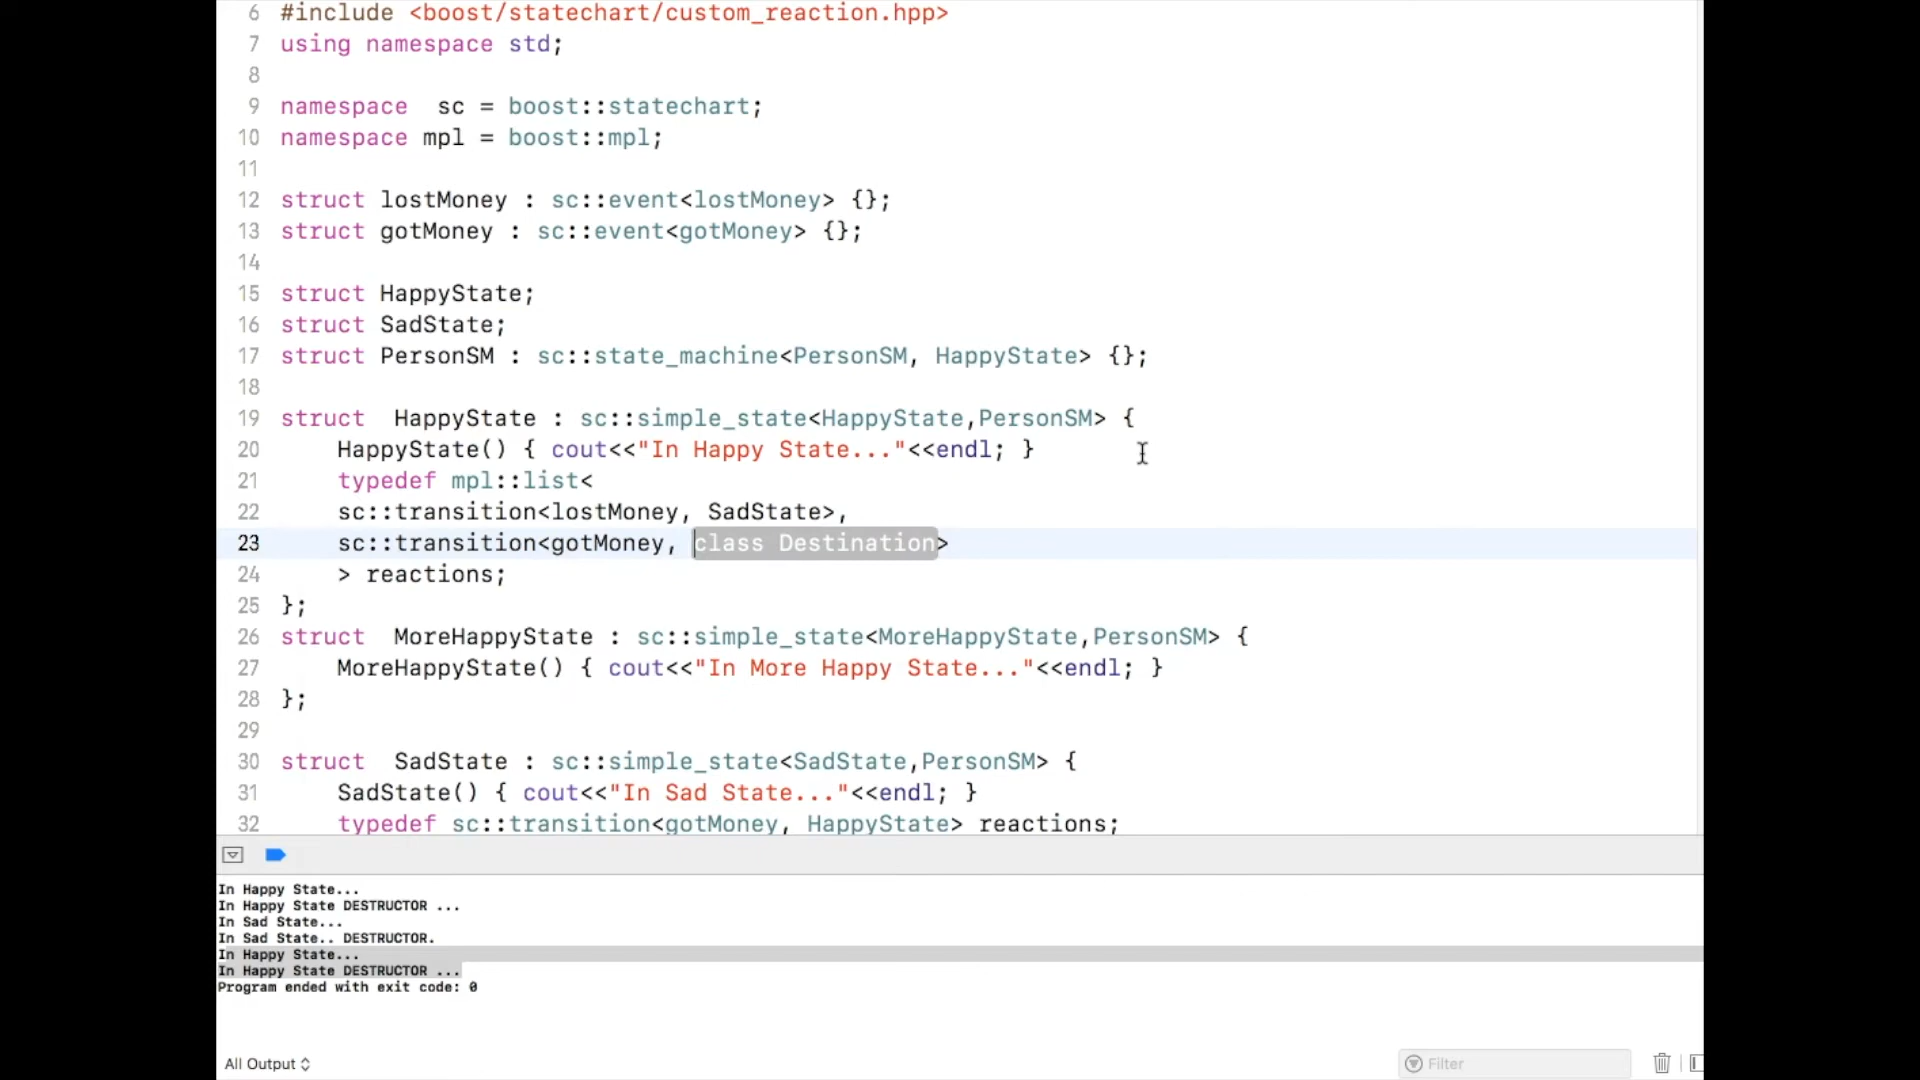 6 #include <boost/statechart/custom_reaction.hpp>
7 using namespace std;
8
9 namespace  sc = boost::statechart;
10 namespace mpl = boost::mpl;
11
12 struct lostMoney : sc::event<lostMoney> {};
13 struct gotMoney : sc::event<gotMoney> {};
14
15 struct HappyState;
16 struct SadState;
17 struct PersonSM : sc::state_machine<PersonSM, HappyState> {};
18
19 struct  HappyState : sc::simple_state<HappyState,PersonSM> {
20     HappyState() { cout<<"In Happy State..."<<endl; }
21     typedef mpl::list<
22     sc::transition<lostMoney, SadState>,
23     sc::transition<gotMoney, class Destination>
24     > reactions;
25 };
26 struct  MoreHappyState : sc::simple_state<MoreHappyState,PersonSM> {
27     MoreHappyState() { cout<<"In More Happy State..."<<endl; }
28 };
29
30 struct  SadState : sc::simple_state<SadState,PersonSM> {
31     SadState() { cout<<"In Sad State..."<<endl; }
32     typedef sc::transition<gotMoney, HappyState> reactions;
In Happy State...
In Happy State DESTRUCTOR ...
In Sad State...
In Sad State.. DESTRUCTOR.
In Happy State...
In Happy State DESTRUCTOR ...
Program ended with exit code: 0
All Output
Filter